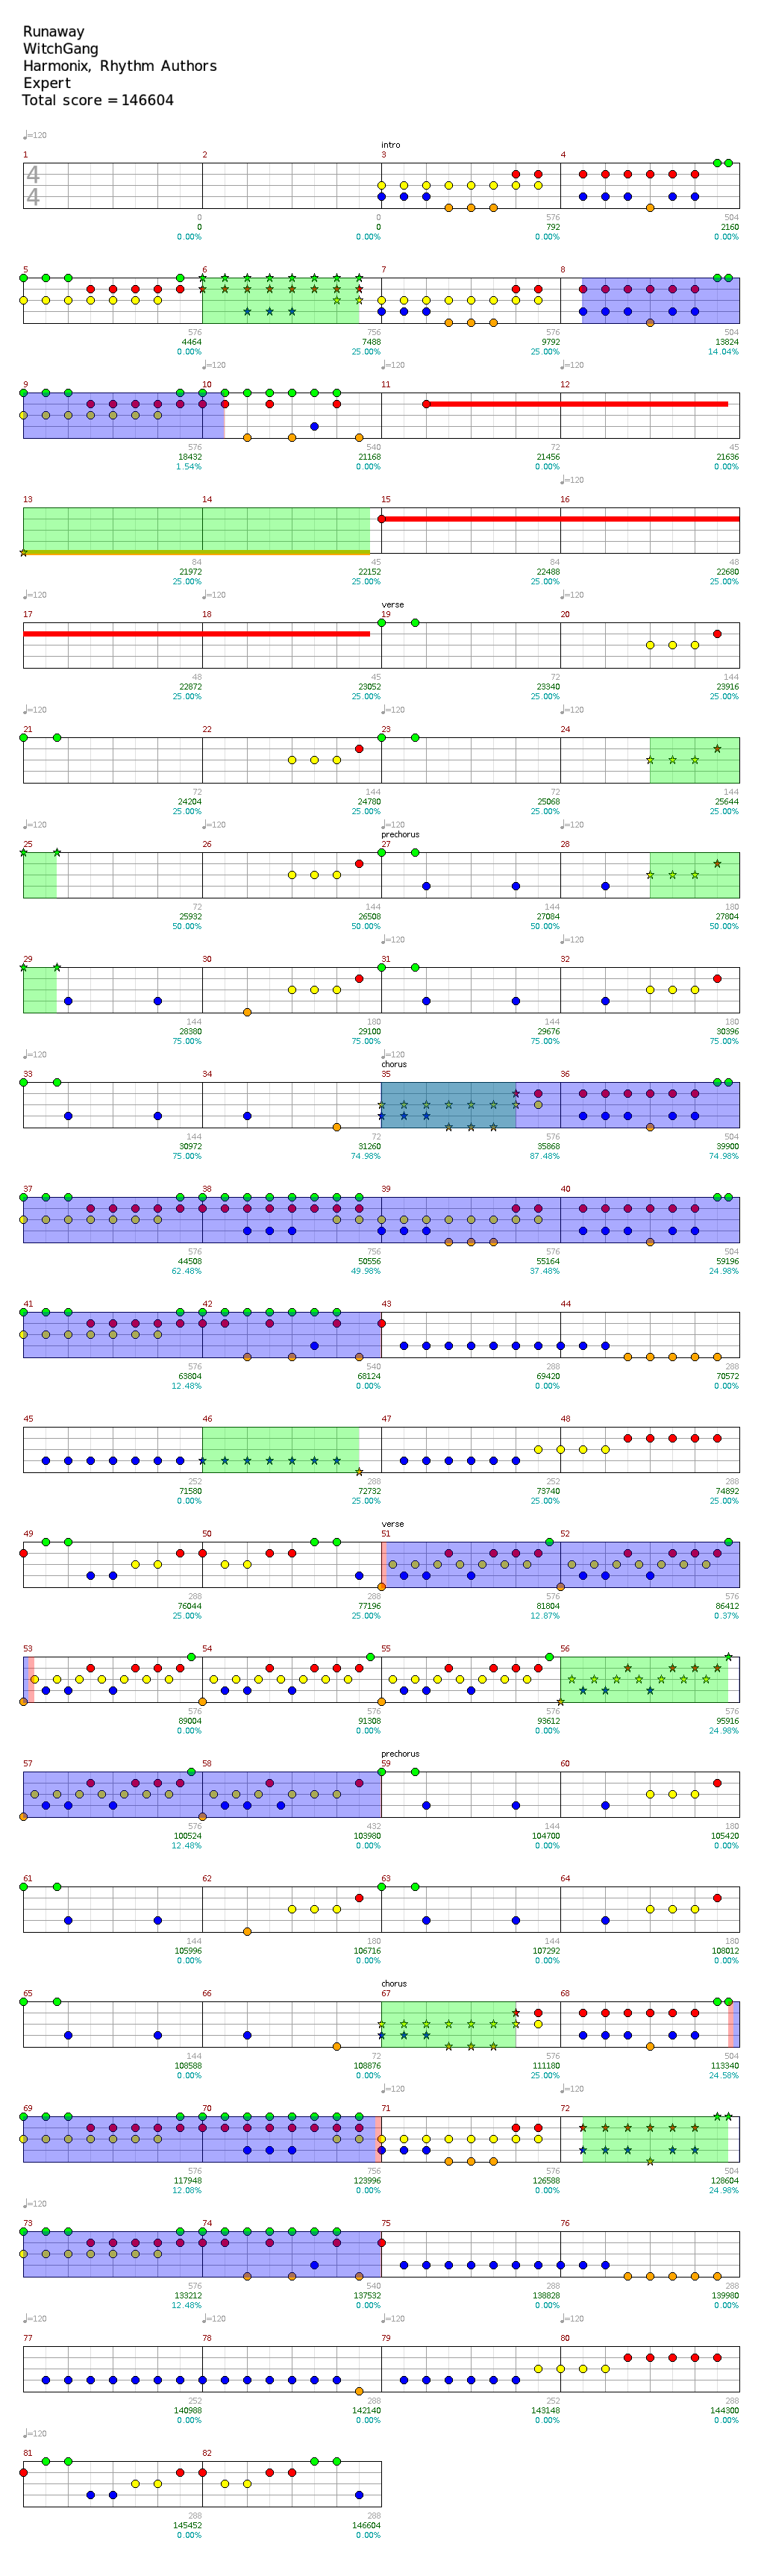 Runaway
WitchGang
Harmonix, Rhythm Authors
Expert
Total score = 146604
♩=120
intro
1 2 3 4
4
4
0 0 576 504
0 0 792 2160
0.00% 0.00% 0.00% 0.00%
5 6 7 8
576 756 576 504
4464 7488 9792 13824
0.00% 25.00% 25.00% 14.04%
♩=120 ♩=120 ♩=120
9 10 11 12
576 540 72 45
18432 21168 21456 21636
1.54% 0.00% 0.00% 0.00%
♩=120
13 14 15 16
84 45 84 48
21972 22152 22488 22680
25.00% 25.00% 25.00% 25.00%
♩=120 ♩=120 ♩=120
verse
17 18 19 20
48 45 72 144
22872 23052 23340 23916
25.00% 25.00% 25.00% 25.00%
♩=120 ♩=120 ♩=120
21 22 23 24
72 144 72 144
24204 24780 25068 25644
25.00% 25.00% 25.00% 25.00%
♩=120 ♩=120 ♩=120
prechorus
25 26 27 28
72 144 144 180
25932 26508 27084 27804
50.00% 50.00% 50.00% 50.00%
♩=120 ♩=120
29 30 31 32
144 180 144 180
28380 29100 29676 30396
75.00% 75.00% 75.00% 75.00%
♩=120
chorus
33 34 35 36
144 72 576 504
30972 31260 35868 39900
75.00% 74.98% 87.48% 74.98%
37 38 39 40
576 756 576 504
44508 50556 55164 59196
62.48% 49.98% 37.48% 24.98%
41 42 43 44
576 540 288 288
63804 68124 69420 70572
12.48% 0.00% 0.00% 0.00%
45 46 47 48
252 288 252 288
71580 72732 73740 74892
0.00% 25.00% 25.00% 25.00%
verse
49 50 51 52
288 288 576 576
76044 77196 81804 86412
25.00% 25.00% 12.87% 0.37%
53 54 55 56
576 576 576 576
89004 91308 93612 95916
0.00% 0.00% 0.00% 24.98%
prechorus
57 58 59 60
576 432 144 180
100524 103980 104700 105420
12.48% 0.00% 0.00% 0.00%
61 62 63 64
144 180 144 180
105996 106716 107292 108012
0.00% 0.00% 0.00% 0.00%
chorus
65 66 67 68
144 72 576 504
108588 108876 111180 113340
0.00% 0.00% 25.00% 24.58%
♩=120 ♩=120
69 70 71 72
576 756 576 504
117948 123996 126588 128604
12.08% 0.00% 0.00% 24.98%
♩=120
73 74 75 76
576 540 288 288
133212 137532 138828 139980
12.48% 0.00% 0.00% 0.00%
♩=120 ♩=120 ♩=120 ♩=120
77 78 79 80
252 288 252 288
140988 142140 143148 144300
0.00% 0.00% 0.00% 0.00%
♩=120
81 82
288 288
145452 146604
0.00% 0.00%